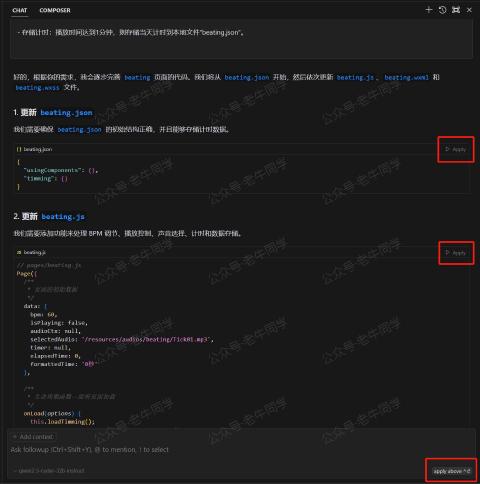 CHAT COMPOSER
- 存储计时：播放时间达到1分钟，则存储当天计时到本地文件"beating.json"。
好的，根据你的需求，我会逐步完善 beating 页面的代码。我们将从 beating.json 开始，然后依次更新 beating.js 、 beating.wxml 和
beating.wxss 文件。
1. 更新 beating.json
我们需要确保 beating.json 的初始结构正确，并且能够存储计时数据。
beating.json
Apply
{
"usingComponents": {},
"timming": {}
}
2. 更新 beating.js
我们需要添加功能来处理 BPM 调节、播放控制、声音选择、计时和数据存储。
JS beating.js
Apply
// pages/beating.js
Page({
/**
* 页面的初始数据
*/
data: {
bpm: 60,
isPlaying: false,
audioCtx: null,
selectedAudio: '/resources/audios/beating/Tick01.mp3',
timer: null,
elapsedTime: 0,
formattedTime: '0秒'
},
/**
* 生命周期函数--监听页面加载
*/
onLoad(options) {
this.loadTimming();
+ Add context
Ask followup (Ctrl+Shift+Y), @ to mention, ↑ to select
qwen2.5-coder-32b-instruct
apply above
公众号·老牛同学